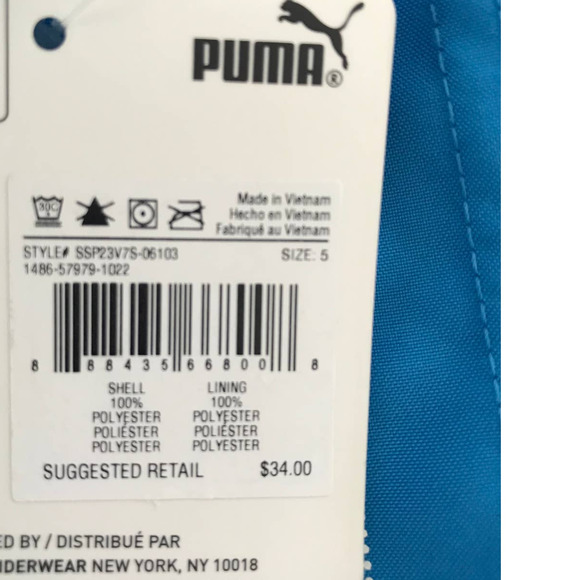 PUMA®
30C
Made in Vietnam
Hecho en Vietnam
Fabriqué au Vietnam
STYLE# SSP23V7S-06103 SIZE: 5
1486-57979-1022
8 88435 66800 8
SHELL LINING
100% 100%
POLYESTER POLYESTER
POLIÉSTER POLIÉSTER
POLYESTER POLYESTER
SUGGESTED RETAIL $34.00
ED BY / DISTRIBUÉ PAR
NDERWEAR NEW YORK, NY 10018